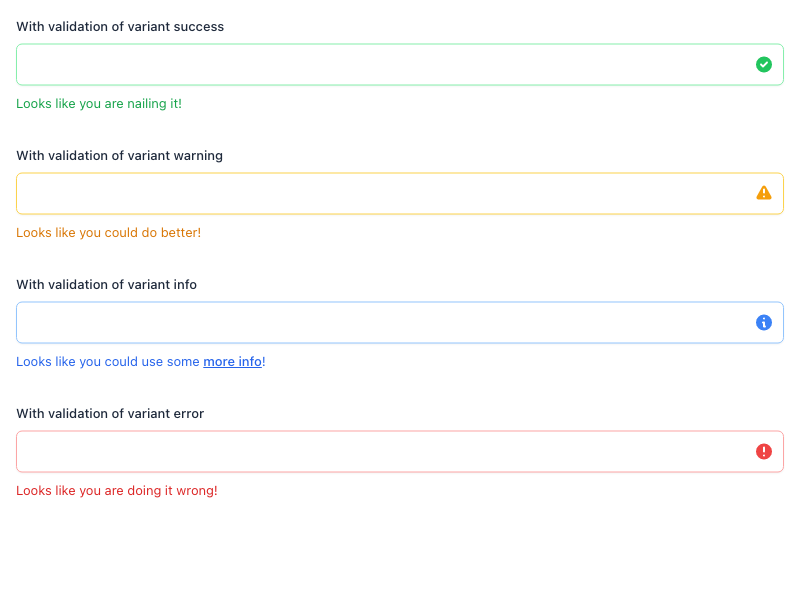 With validation of variant success
Looks like you are nailing it!
With validation of variant warning
Looks like you could do better!
With validation of variant info
Looks like you could use some more info!
With validation of variant error
Looks like you are doing it wrong!